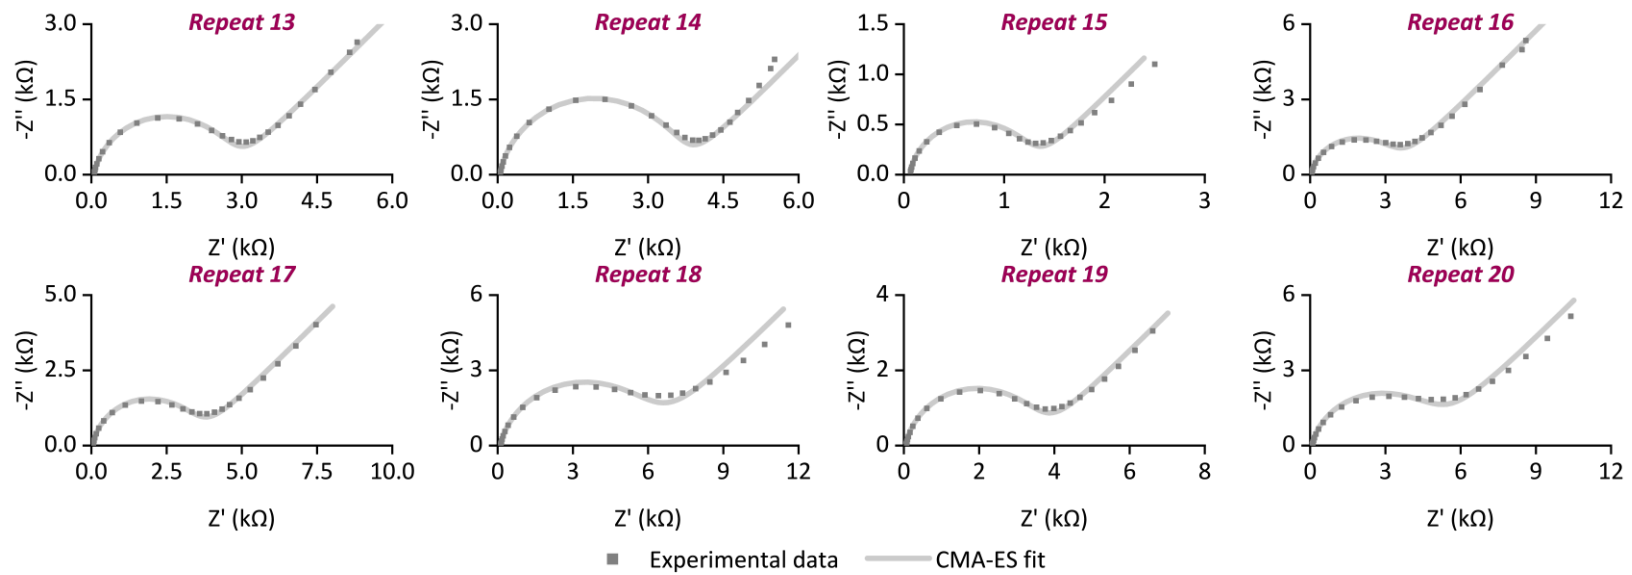 Repeat 13
3.0
1.5
0.0
-Z'' (kΩ)
0.0 1.5 3.0 4.5 6.0
Z' (kΩ)
Repeat 14
3.0
1.5
0.0
-Z'' (kΩ)
0.0 1.5 3.0 4.5 6.0
Z' (kΩ)
Repeat 15
1.5
1.0
0.5
0.0
-Z'' (kΩ)
0 1 2 3
Z' (kΩ)
Repeat 16
6
3
0
-Z'' (kΩ)
0 3 6 9 12
Z' (kΩ)
Repeat 17
5.0
2.5
0.0
-Z'' (kΩ)
0.0 2.5 5.0 7.5 10.0
Z' (kΩ)
Repeat 18
6
3
0
-Z'' (kΩ)
0 3 6 9 12
Z' (kΩ)
Repeat 19
4
2
0
-Z'' (kΩ)
0 2 4 6 8
Z' (kΩ)
Repeat 20
6
3
0
-Z'' (kΩ)
0 3 6 9 12
Z' (kΩ)
Experimental data CMA-ES fit